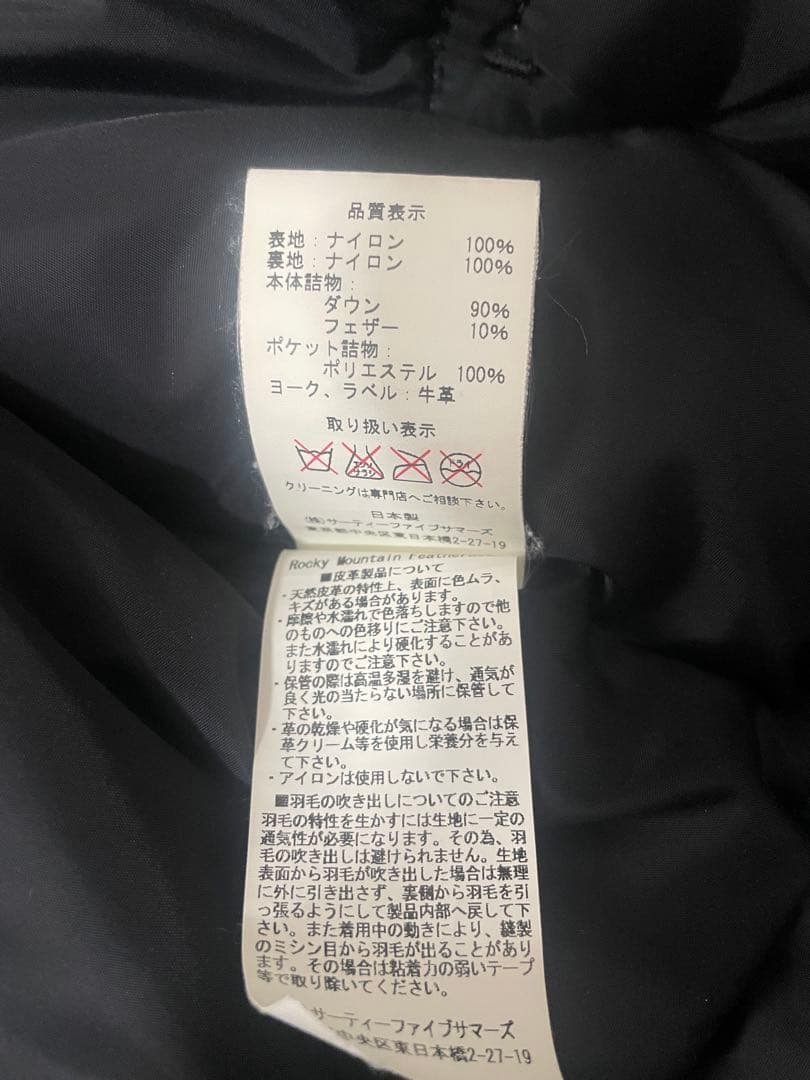 品質表示
表地：ナイロン 100%
裏地：ナイロン 100%
本体詰物：
ダウン 90%
フェザー 10%
ポケット詰物：
ポリエステル 100%
ヨーク、ラベル：牛革
取り扱い表示
エンソ サラシ ドライ
クリーニングは専門店へご相談下さい。
日本製
(株)サーティーファイブサマーズ
東京都中央区東日本橋2-27-19
Rocky Mountain
■皮革製品について
・天然皮革の特性上、表面に色ムラ、
キズがある場合があります。
・摩擦や水濡れで色落ちしますので他
のものへの色移りにご注意下さい。
また水濡れにより硬化することがあ
りますのでご注意下さい。
・保管の際は高温多湿を避け、通気が
良く光の当たらない場所に保管して
下さい。
・革の乾燥や硬化が気になる場合は保
革クリーム等を使用し栄養分を与え
て下さい。
・アイロンは使用しないで下さい。
■羽毛の吹き出しについてのご注意
羽毛の特性を生かすには生地に一定の
通気性が必要になります。その為、羽
毛の吹き出しは避けられません。生地
表面から羽毛が吹き出した場合は無理
に外に引き出さず、裏側から羽毛を引
っ張るようにして製品内部へ戻して下
さい。また着用中の動きにより、縫製
のミシン目から羽毛が出ることがあり
ます。その場合は粘着力の弱いテープ
等で取り除いてください。
サーティーファイブサマーズ
中央区東日本橋2-27-19